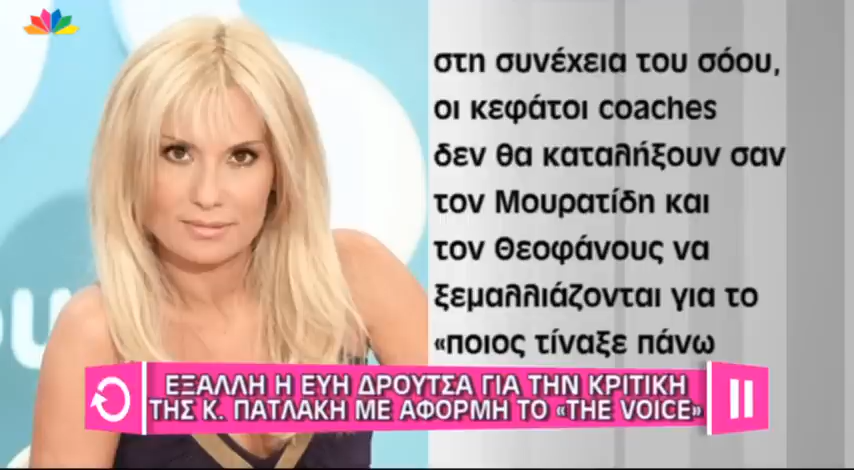 στη συνέχεια του σόου,
οι κεφάτοι coaches
δεν θα καταλήξουν σαν
τον Μουρατίδη και
τον Θεοφάνους να
ξεμαλλιάζονται για το
«ποιος τίναξε πάνω
ΕΞΑΛΛΗ Η ΕΥΗ ΔΡΟΥΤΣΑ ΓΙΑ ΤΗΝ ΚΡΙΤΙΚΗ
ΤΗΣ Κ. ΠΑΤΛΑΚΗ ΜΕ ΑΦΟΡΜΗ ΤΟ «THE VOICE»